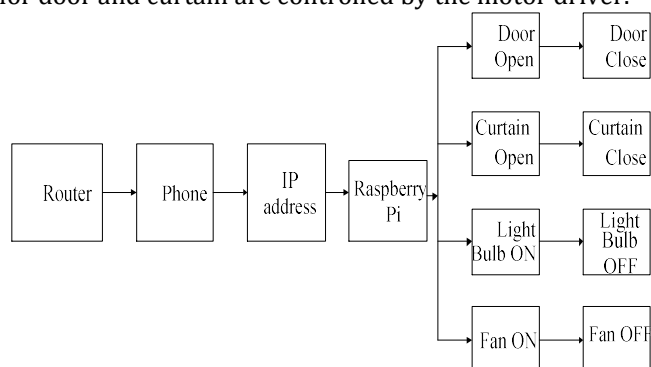 for door and curtain are controlled by the motor driver.
Door
Open
Door
Close
Curtain
Open
Curtain
Close
Router
Phone
IP
address
Raspberry
Pi
Light
Bulb ON
Light
Bulb
OFF
Fan ON
Fan OFF